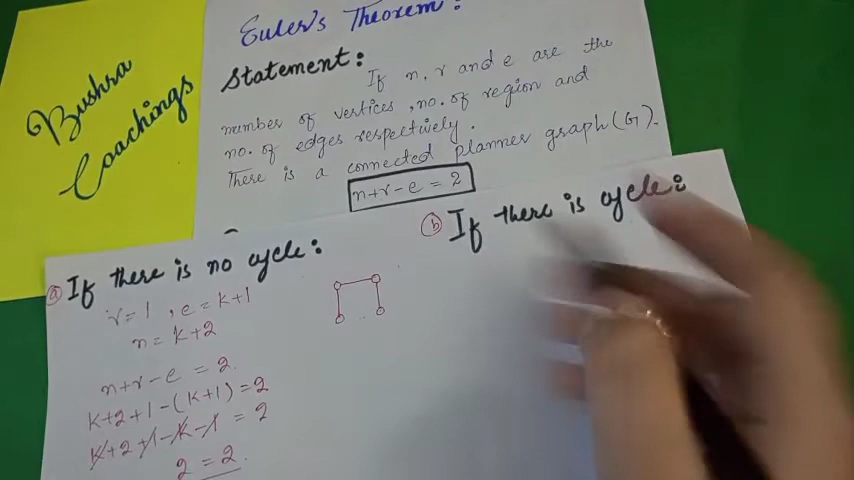 Bushra
Coachings
Euler's Theorem:
Statement:
If n, r and e are the
number of vertices, no. of region and
no. of edges respectively.
There is a connected planner graph(G).
n+r-e = 2
(a) If there is no cycle:
r=1, e=k+1
n=k+2
n+r-e = 2.
k+2+1-(k+1)=2
k+2+1-k-1 = 2
2 = 2.
(b) If there is cycle: